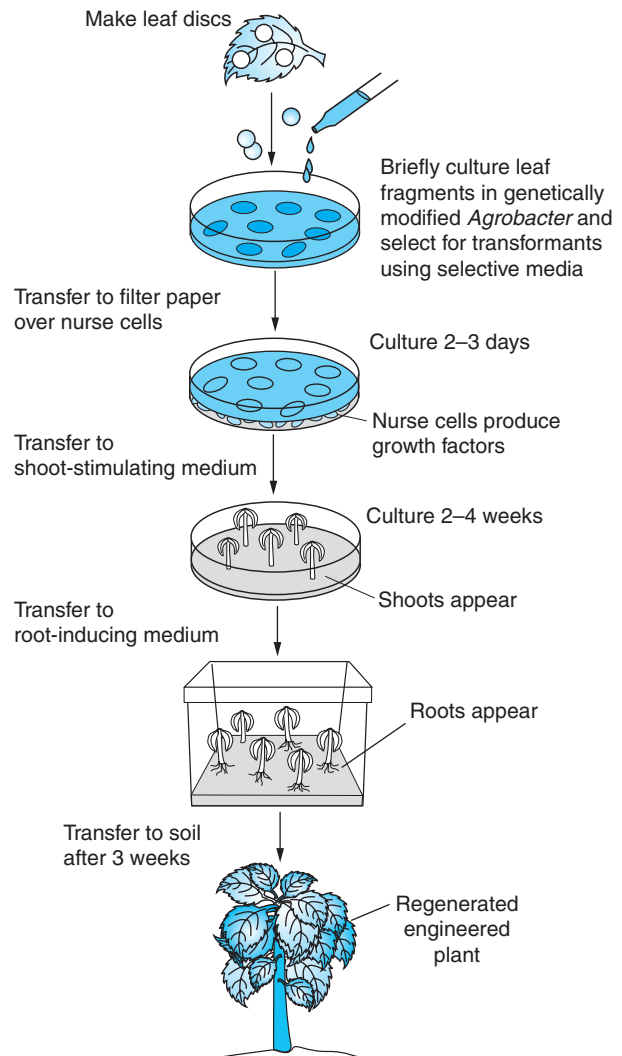 Make leaf discs
Briefly culture leaf
fragments in genetically
modified Agrobacter and
select for transformants
using selective media
Transfer to filter paper
over nurse cells
Culture 2–3 days
Nurse cells produce
growth factors
Transfer to
shoot-stimulating medium
Culture 2–4 weeks
Shoots appear
Transfer to
root-inducing medium
Roots appear
Transfer to soil
after 3 weeks
Regenerated
engineered
plant